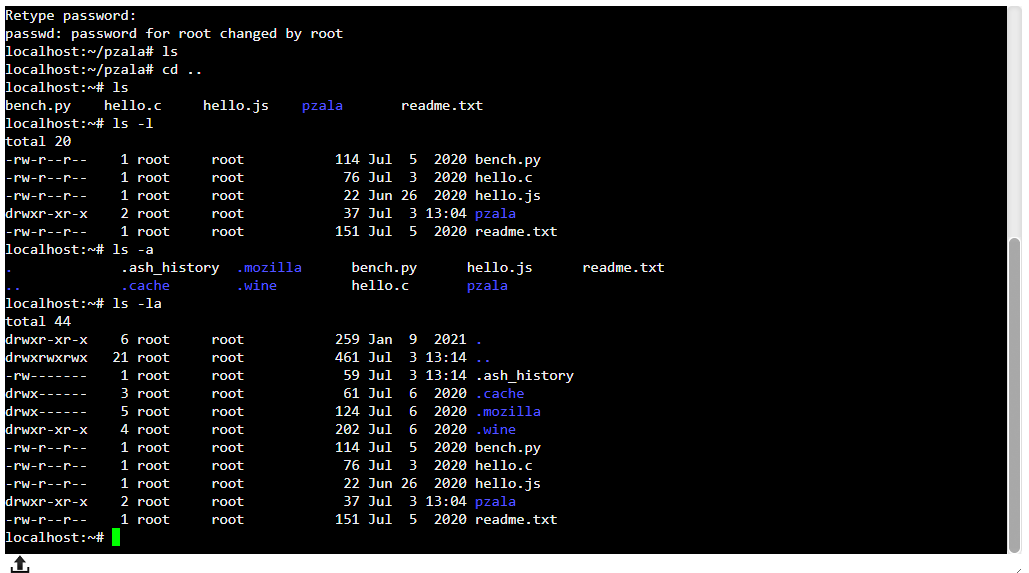 Retype password:
passwd: password for root changed by root
localhost:~/pzala# ls
localhost:~/pzala# cd ..
localhost:~# ls
bench.py    hello.c     hello.js    pzala       readme.txt
localhost:~# ls -l
total 20
-rw-r--r--    1 root     root           114 Jul  5  2020 bench.py
-rw-r--r--    1 root     root            76 Jul  3  2020 hello.c
-rw-r--r--    1 root     root            22 Jun 26  2020 hello.js
drwxr-xr-x    2 root     root            37 Jul  3 13:04 pzala
-rw-r--r--    1 root     root           151 Jul  5  2020 readme.txt
localhost:~# ls -a
.             .ash_history  .mozilla      bench.py      hello.js      readme.txt
..            .cache        .wine         hello.c       pzala
localhost:~# ls -la
total 44
drwxr-xr-x    6 root     root           259 Jan  9  2021 .
drwxrwxrwx   21 root     root           461 Jul  3 13:14 ..
-rw-------    1 root     root            59 Jul  3 13:14 .ash_history
drwx------    3 root     root            61 Jul  6  2020 .cache
drwx------    5 root     root           124 Jul  6  2020 .mozilla
drwxr-xr-x    4 root     root           202 Jul  6  2020 .wine
-rw-r--r--    1 root     root           114 Jul  5  2020 bench.py
-rw-r--r--    1 root     root            76 Jul  3  2020 hello.c
-rw-r--r--    1 root     root            22 Jun 26  2020 hello.js
drwxr-xr-x    2 root     root            37 Jul  3 13:04 pzala
-rw-r--r--    1 root     root           151 Jul  5  2020 readme.txt
localhost:~#